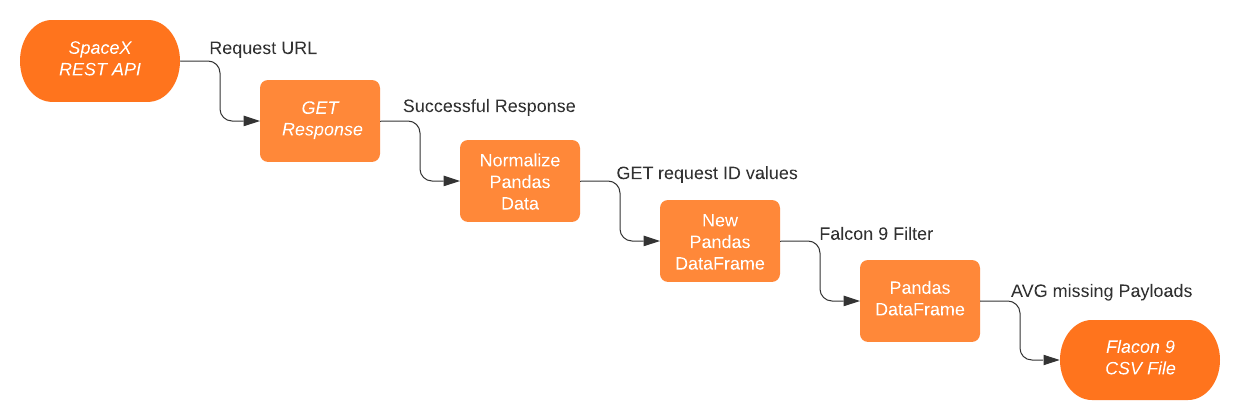 SpaceX
REST API
Request URL
GET
Response
Successful Response
Normalize
Pandas
Data
GET request ID values
New
Pandas
DataFrame
Falcon 9 Filter
Pandas
DataFrame
AVG missing Payloads
Flacon 9
CSV File